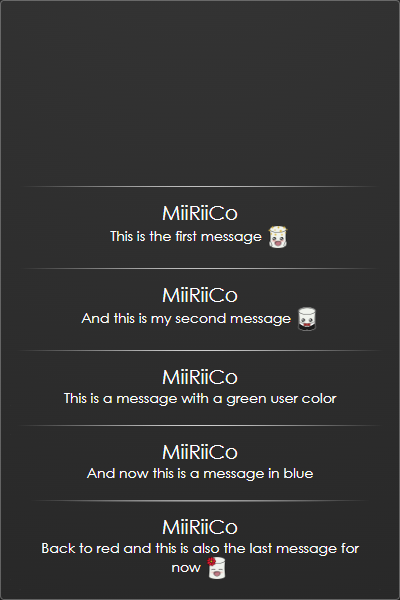 MiiRiiCo
This is the first message
MiiRiiCo
And this is my second message
MiiRiiCo
This is a message with a green user color
MiiRiiCo
And now this is a message in blue
MiiRiiCo
Back to red and this is also the last message for
now